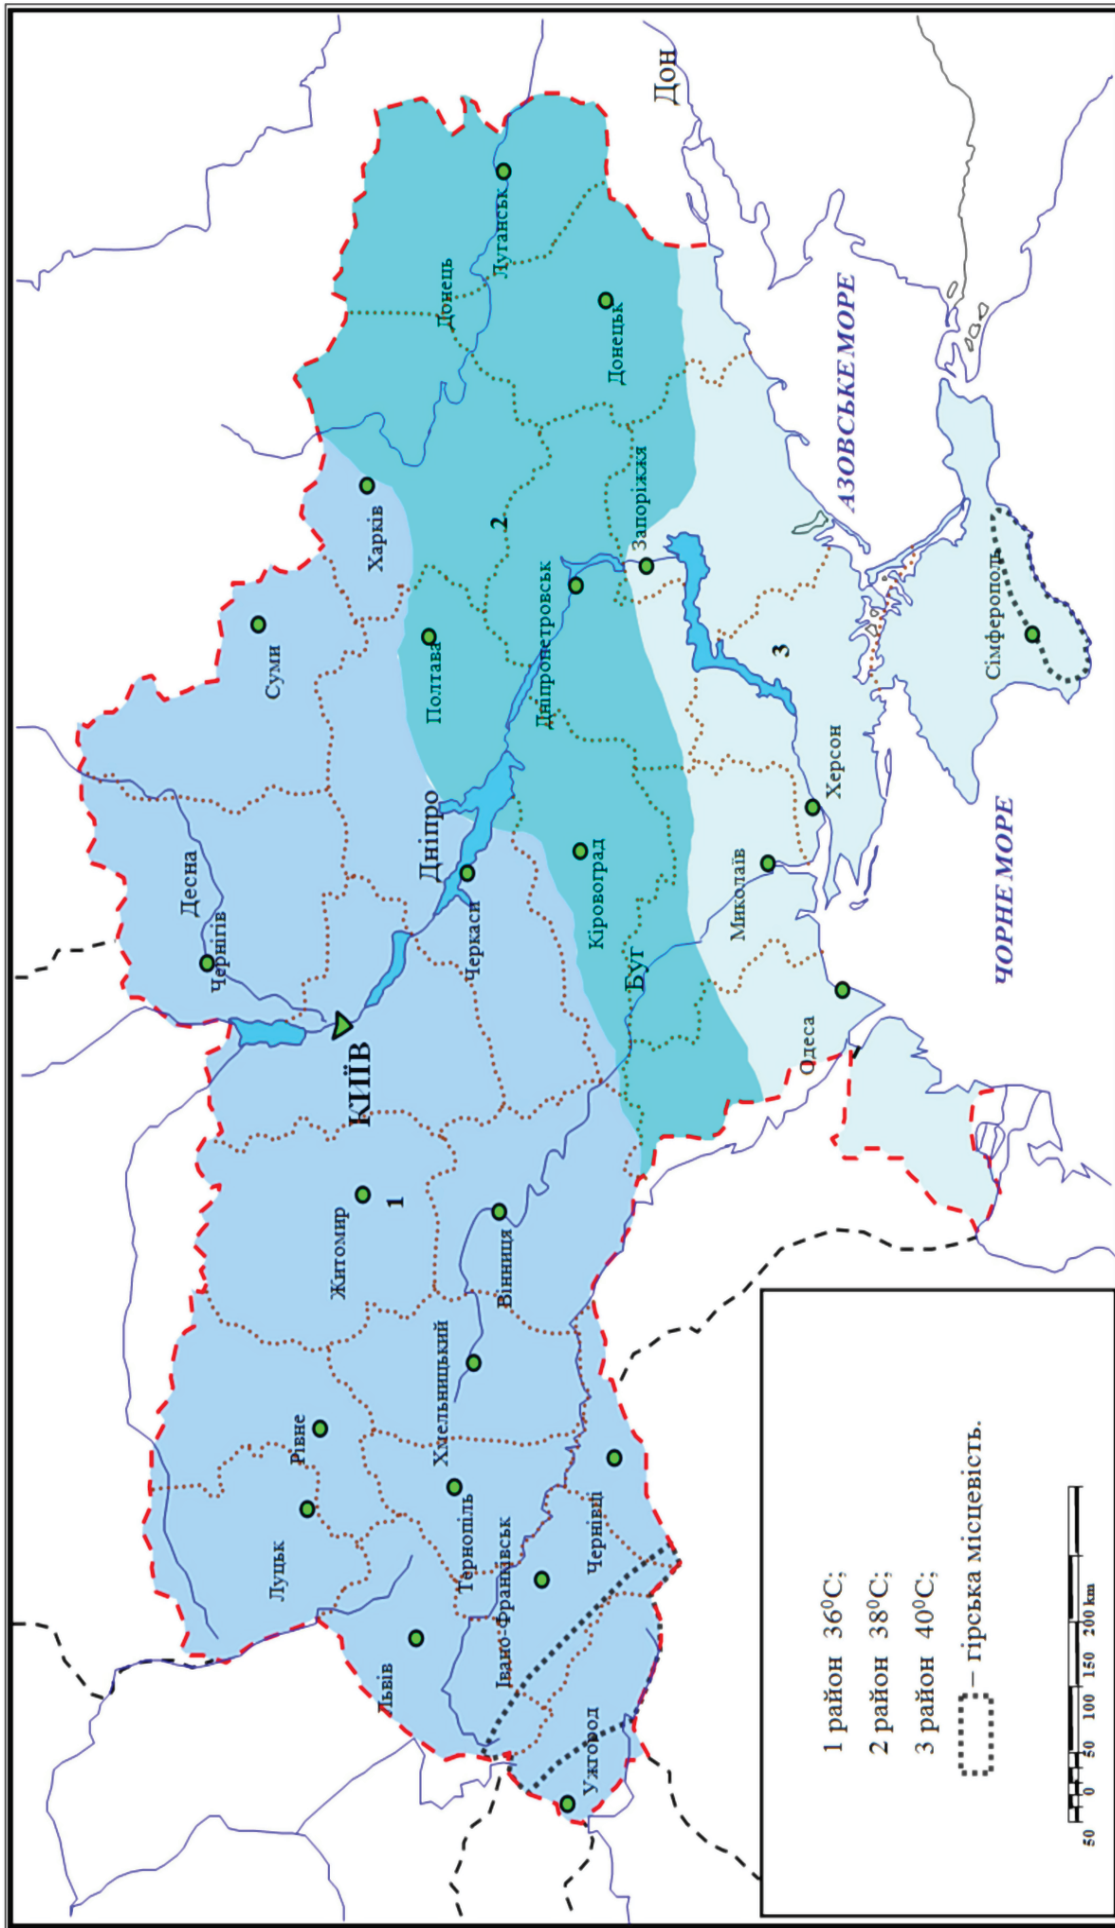 Десна
Чернігів
Суми
Луцьк
Рівне
Житомир
1
КИЇВ
Харків
Львів
Тернопіль
Хмельницький
Вінниця
Дніпро
Черкаси
Полтава
2
Донець
Луганськ
Ужгород
Івано-Франківськ
Чернівці
Буг
Кіровоград
Дніпропетровськ
Запоріжжя
Донецьк
Дон
Одеса
Миколаїв
Херсон
3
АЗОВСЬКЕ МОРЕ
ЧОРНЕ МОРЕ
Сімферополь
1 район 36⁰С;
2 район 38⁰С;
3 район 40⁰С;
– гірська місцевість.
50 0 50 100 150 200 km